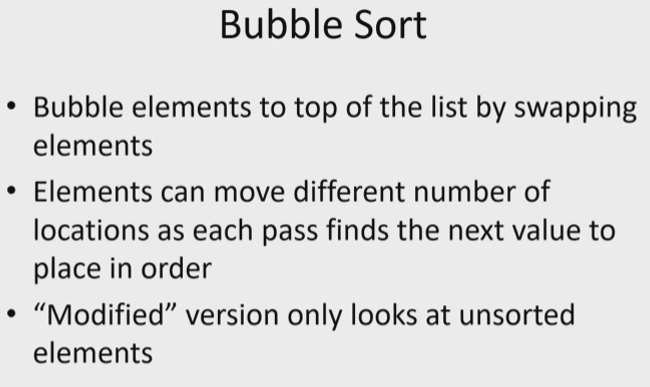 Bubble Sort
• Bubble elements to top of the list by swapping
elements
• Elements can move different number of
locations as each pass finds the next value to
place in order
• “Modified” version only looks at unsorted
elements